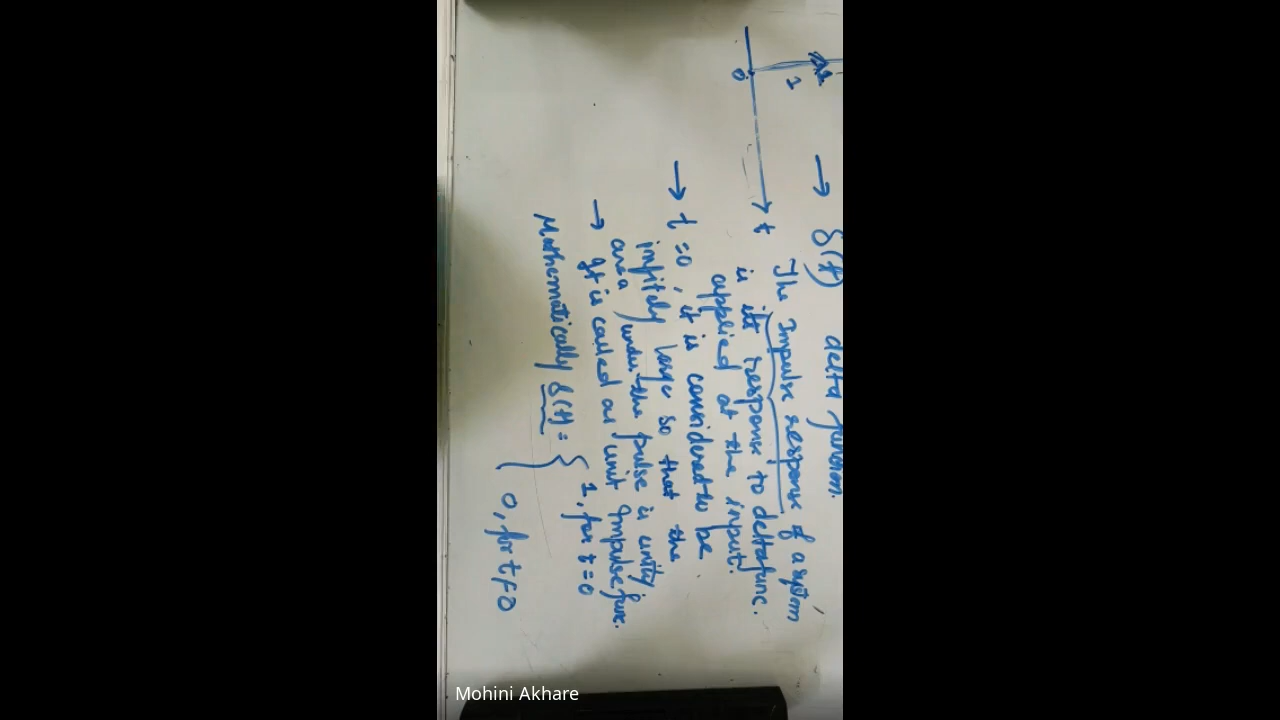 1
0
t
→ δ(t) delta function.
The Impulse response of a system
is its response to delta func.
applied at the input.
→ t=0, it is considered to be
infitely large so that the
area under the pulse is unity.
→ It is called as unit Impulse func.
Mathematically δ(t) = { 1, for t=0
0, for t≠0
Mohini Akhare